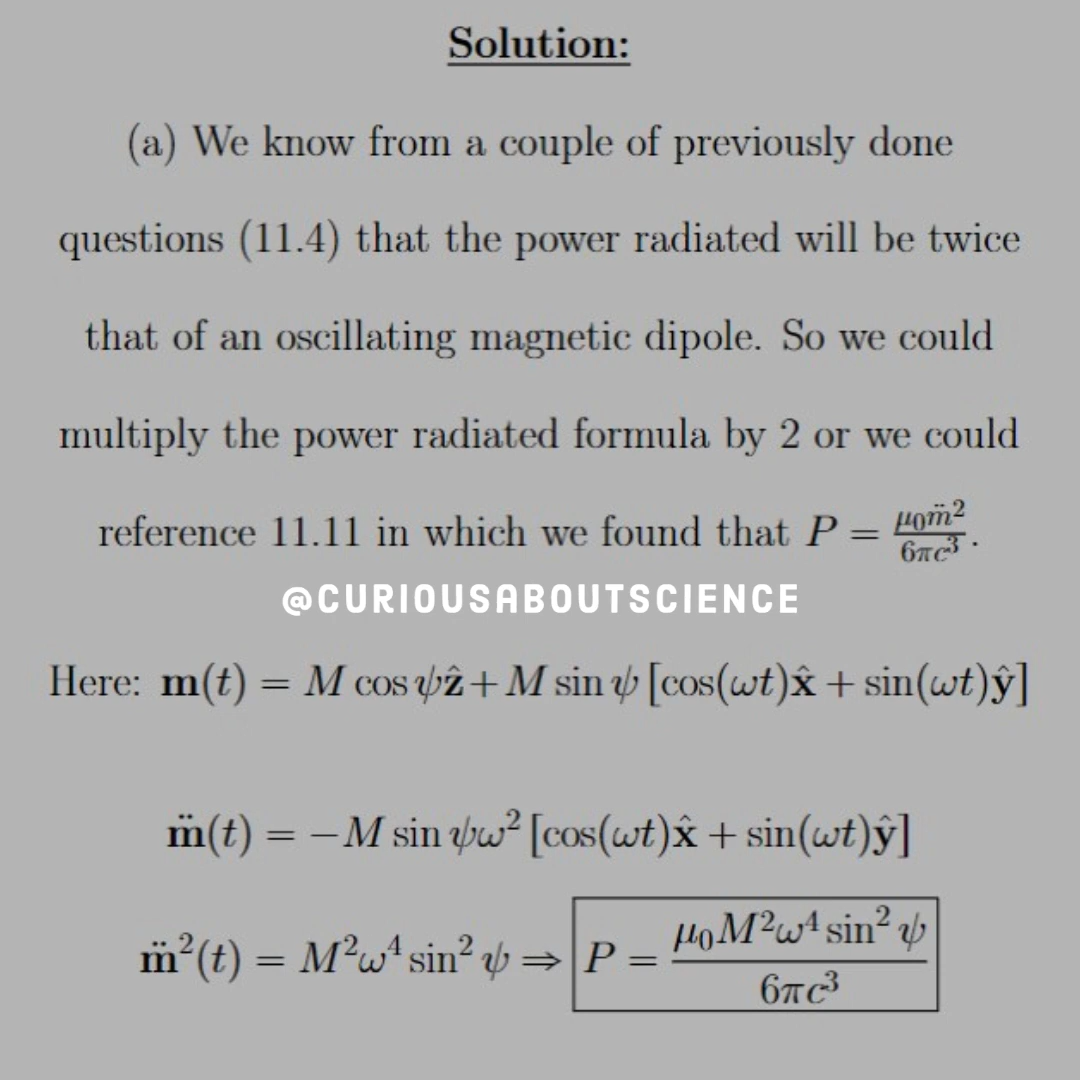 Solution:
(a) We know from a couple of previously done
questions (11.4) that the power radiated will be twice
that of an oscillating magnetic dipole. So we could
multiply the power radiated formula by 2 or we could
reference 11.11 in which we found that P = μ₀m̈²/6πc³.
@CURIOUSABOUTSCIENCE
Here: m(t) = M cos ψẑ + M sin ψ [cos(ωt)x̂ + sin(ωt)ŷ]
m̈(t) = −M sin ψω² [cos(ωt)x̂ + sin(ωt)ŷ]
m̈²(t) = M²ω⁴ sin² ψ ⇒ P = μ₀M²ω⁴ sin² ψ/6πc³